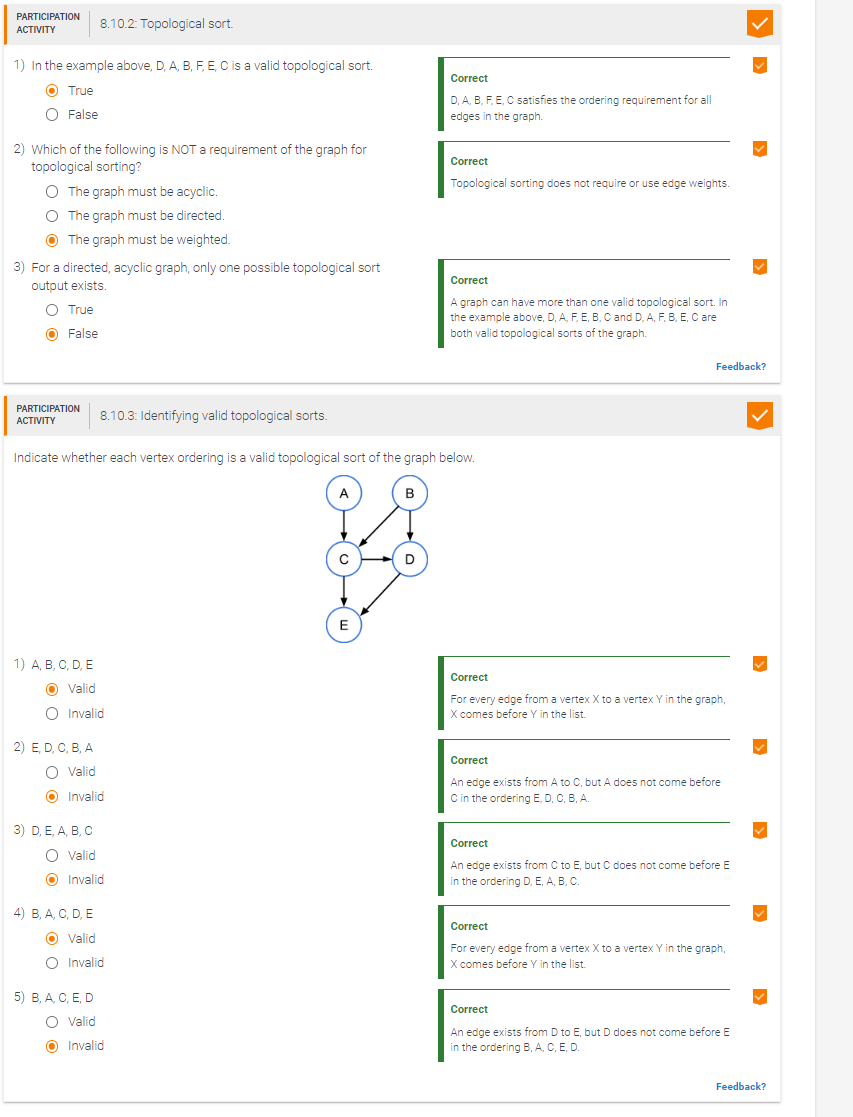 PARTICIPATION
ACTIVITY
8.10.2: Topological sort.
1) In the example above, D, A, B, F, E, C is a valid topological sort.
True
False
Correct
D, A, B, F, E, C satisfies the ordering requirement for all
edges in the graph.
2) Which of the following is NOT a requirement of the graph for
topological sorting?
The graph must be acyclic.
The graph must be directed.
The graph must be weighted.
Correct
Topological sorting does not require or use edge weights.
3) For a directed, acyclic graph, only one possible topological sort
output exists.
True
False
Correct
A graph can have more than one valid topological sort. In
the example above, D, A, F, E, B, C and D, A, F, B, E, C are
both valid topological sorts of the graph.
Feedback?
PARTICIPATION
ACTIVITY
8.10.3: Identifying valid topological sorts.
Indicate whether each vertex ordering is a valid topological sort of the graph below.
A B
C D
E
1) A, B, C, D, E
Valid
Invalid
Correct
For every edge from a vertex X to a vertex Y in the graph,
X comes before Y in the list.
2) E, D, C, B, A
Valid
Invalid
Correct
An edge exists from A to C, but A does not come before
C in the ordering E, D, C, B, A.
3) D, E, A, B, C
Valid
Invalid
Correct
An edge exists from C to E, but C does not come before E
in the ordering D, E, A, B, C.
4) B, A, C, D, E
Valid
Invalid
Correct
For every edge from a vertex X to a vertex Y in the graph,
X comes before Y in the list.
5) B, A, C, E, D
Valid
Invalid
Correct
An edge exists from D to E, but D does not come before E
in the ordering B, A, C, E, D.
Feedback?